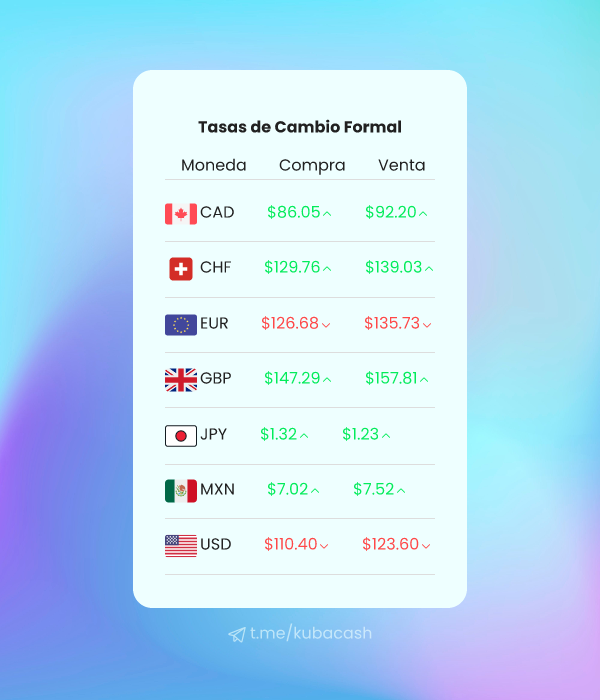 Tasas de Cambio Formal
Moneda Compra Venta
CAD $86.05 $92.20
CHF $129.76 $139.03
EUR $126.68 $135.73
GBP $147.29 $157.81
JPY $1.32 $1.23
MXN $7.02 $7.52
USD $110.40 $123.60
t.me/kubacash